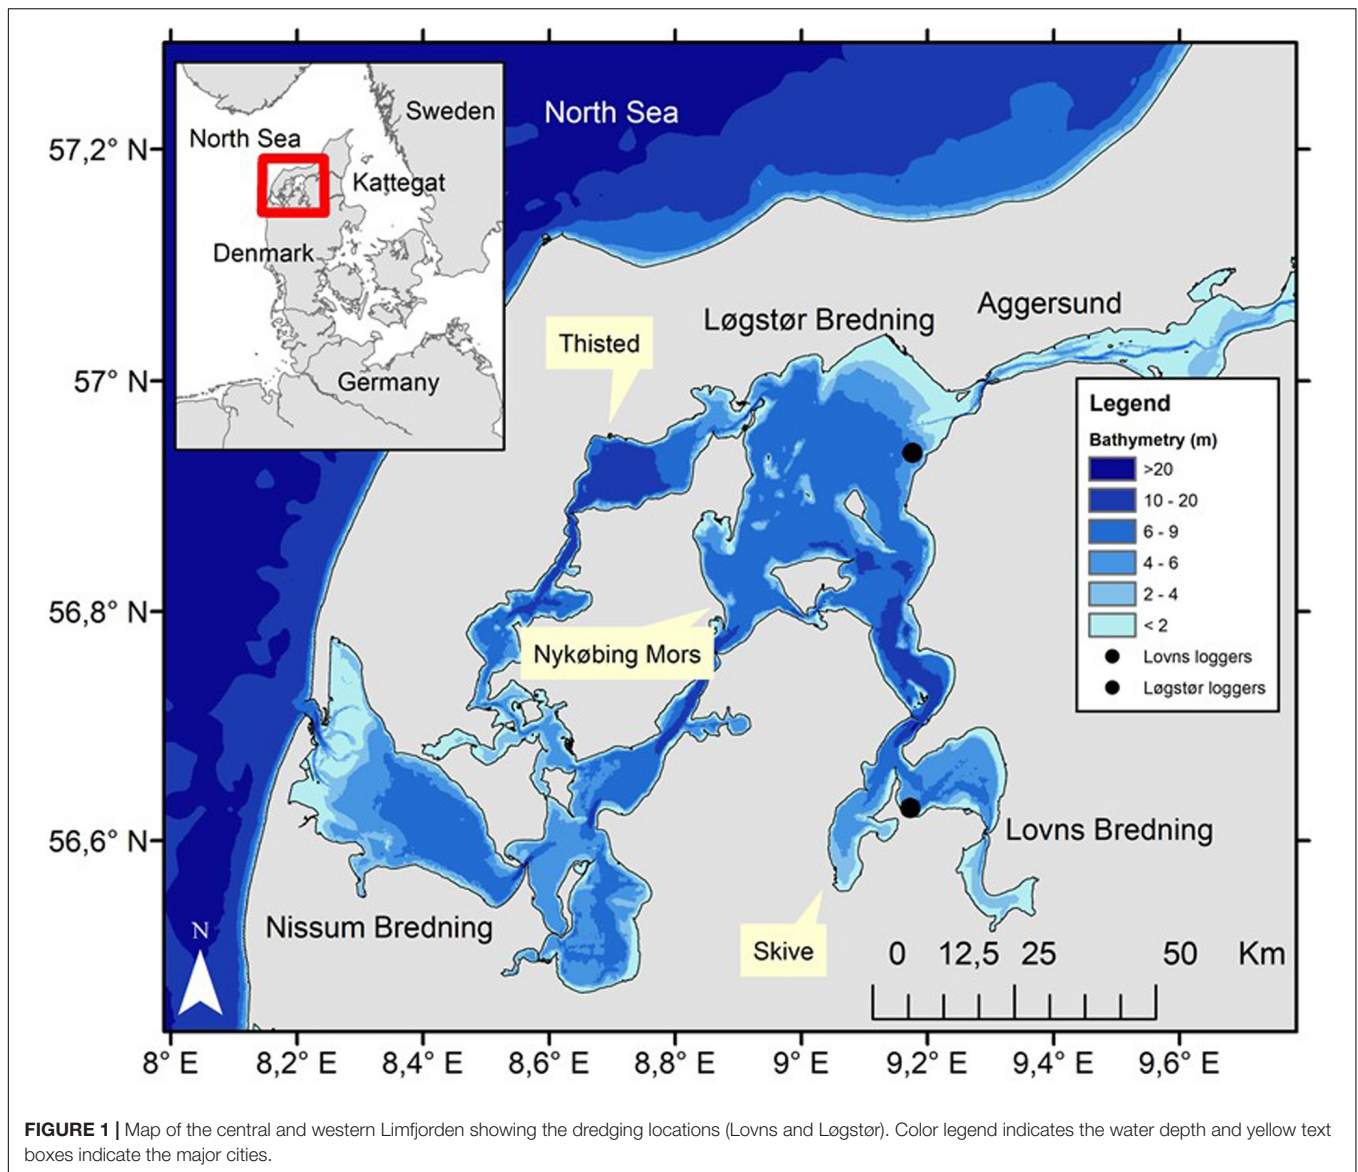 North Sea
Sweden
North Sea
Kattegat
Denmark
Germany
57,2° N
57° N
56,8° N
56,6° N
Thisted
Løgstør Bredning
Aggersund
Nykøbing Mors
Nissum Bredning
Lovns Bredning
Skive
Legend
Bathymetry (m)
>20
10 - 20
6 - 9
4 - 6
2 - 4
< 2
Lovns loggers
Løgstør loggers
N
0 12,5 25 50 Km
8° E 8,2° E 8,4° E 8,6° E 8,8° E 9° E 9,2° E 9,4° E 9,6° E
FIGURE 1 | Map of the central and western Limfjorden showing the dredging locations (Lovns and Løgstør). Color legend indicates the water depth and yellow text
boxes indicate the major cities.